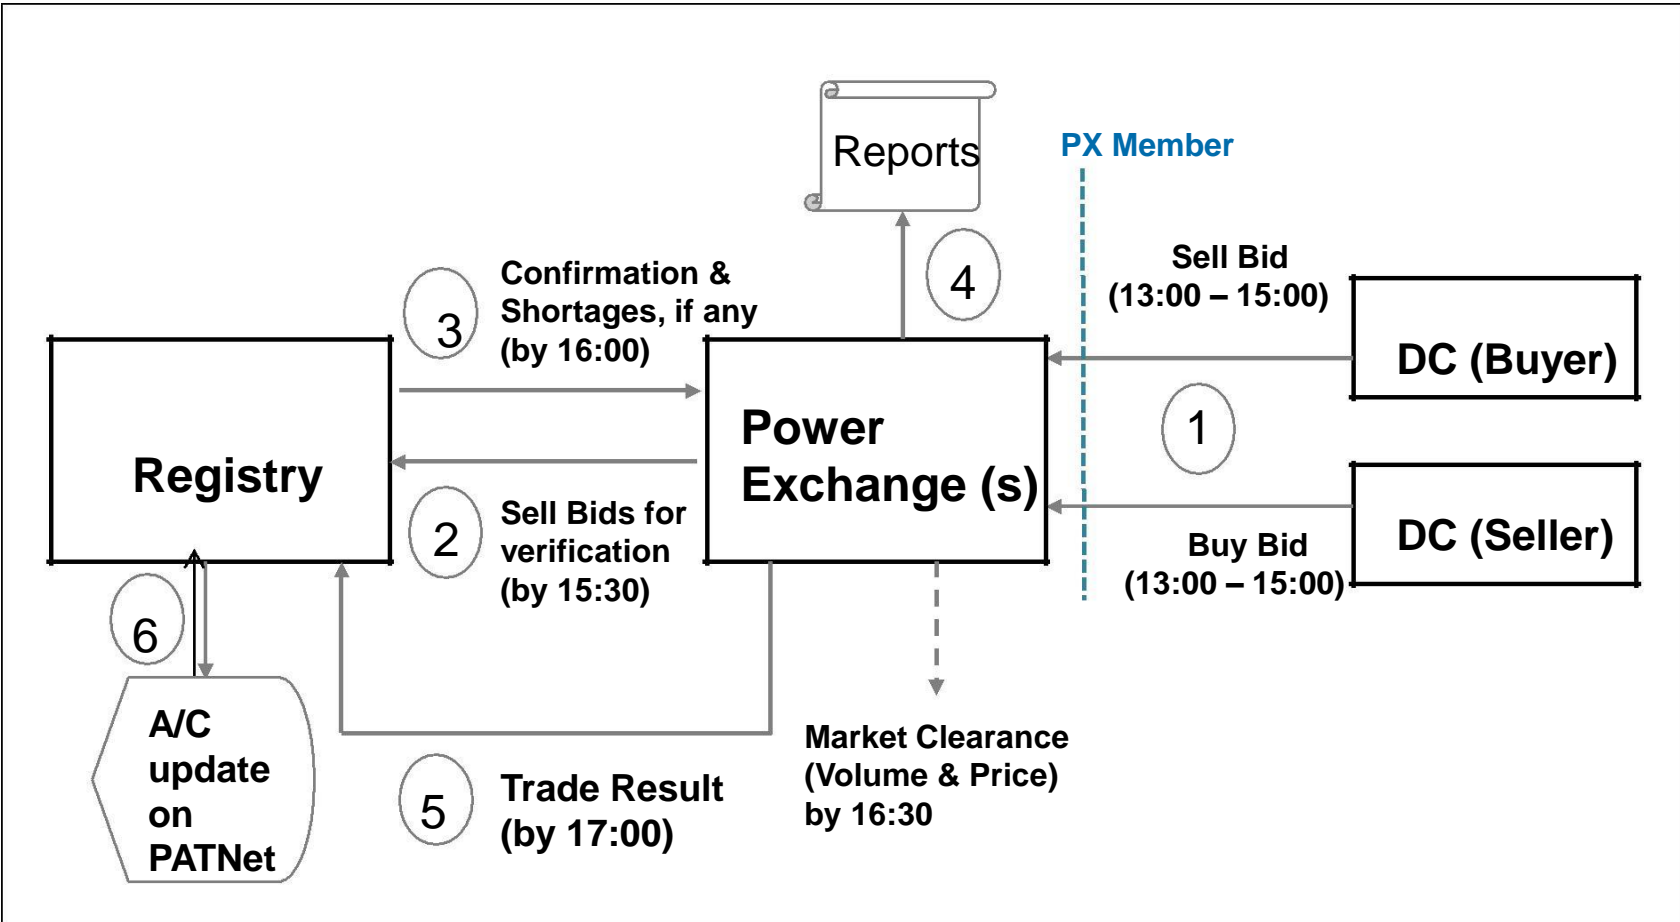 Reports
PX Member
Sell Bid
(13:00 – 15:00)
4
Confirmation &
Shortages, if any
(by 16:00)
3
DC (Buyer)
1
Power
Exchange (s)
Registry
2
Sell Bids for
verification
(by 15:30)
DC (Seller)
Buy Bid
(13:00 – 15:00)
6
A/C
update
on
PATNet
5
Trade Result
(by 17:00)
Market Clearance
(Volume & Price)
by 16:30